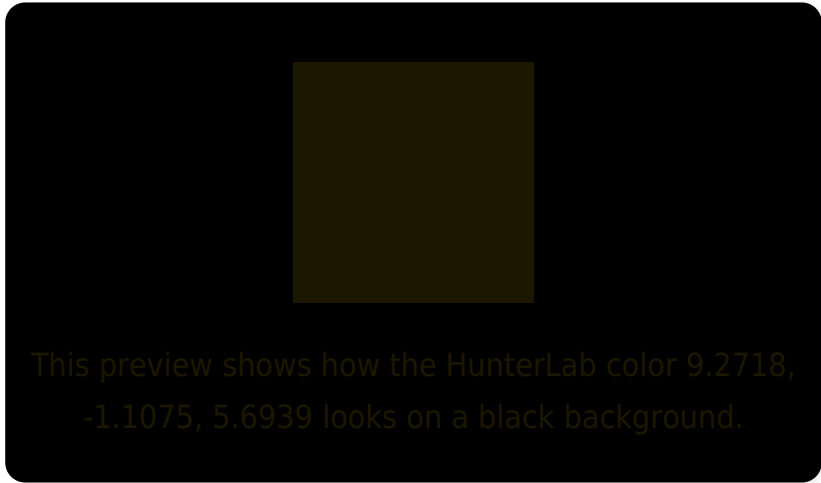 This preview shows how the HunterLab color 9.2718,
-1.1075, 5.6939 looks on a black background.